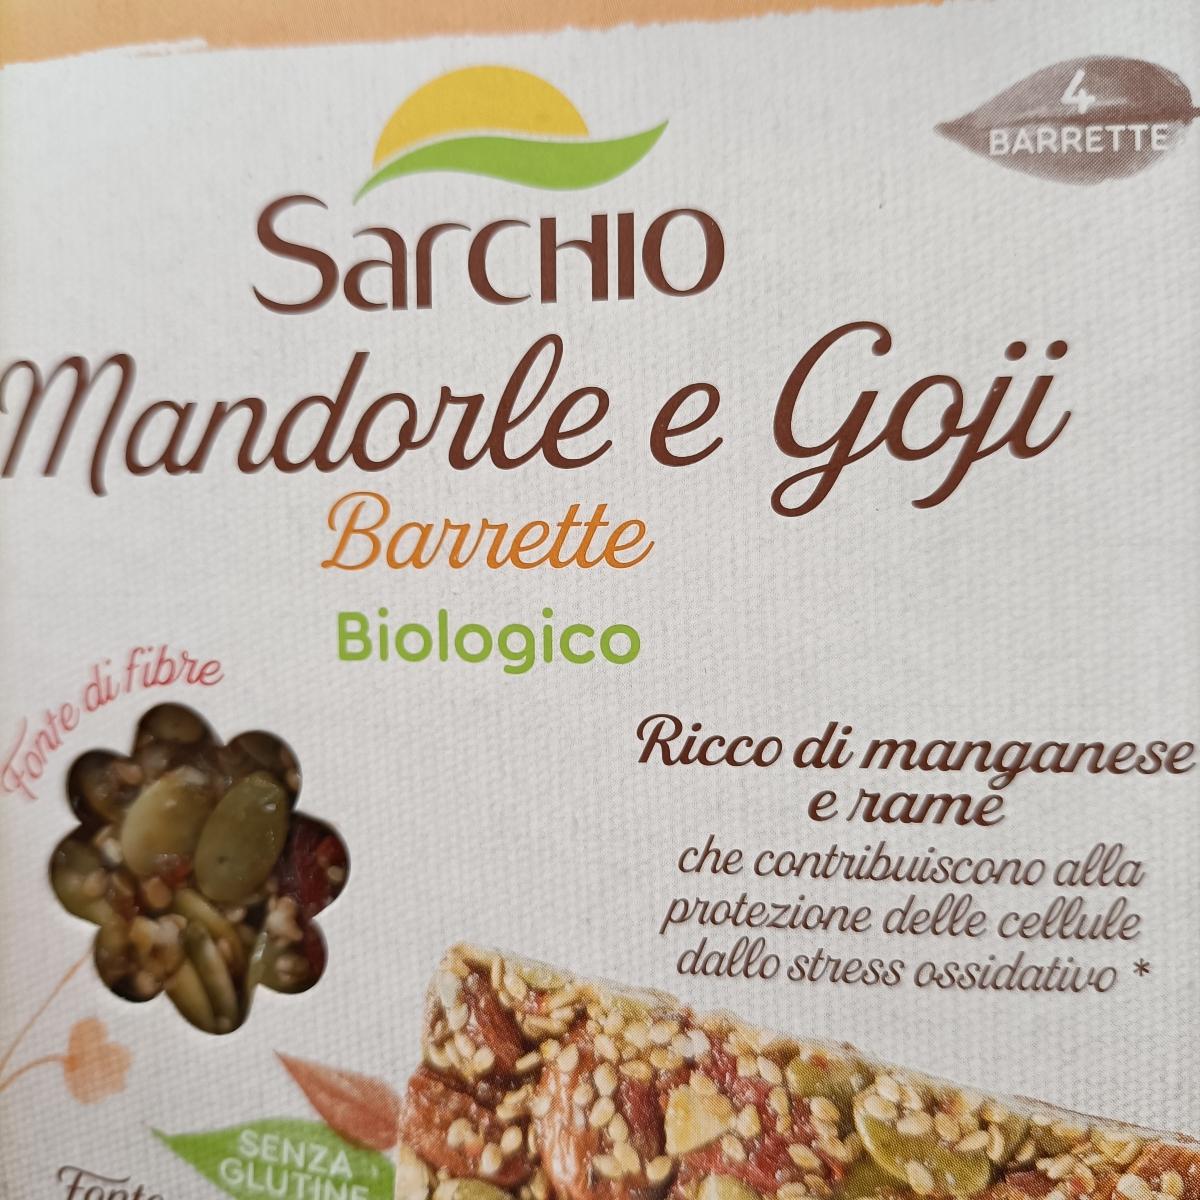 4
BARRETTE
Sarchio
Mandorle e Goji
Barrette
Biologico
Fonte di fibre
Ricco di manganese
e rame
che contribuiscono alla
protezione delle cellule
dallo stress ossidativo *
SENZA
GLUTINE
Fonte